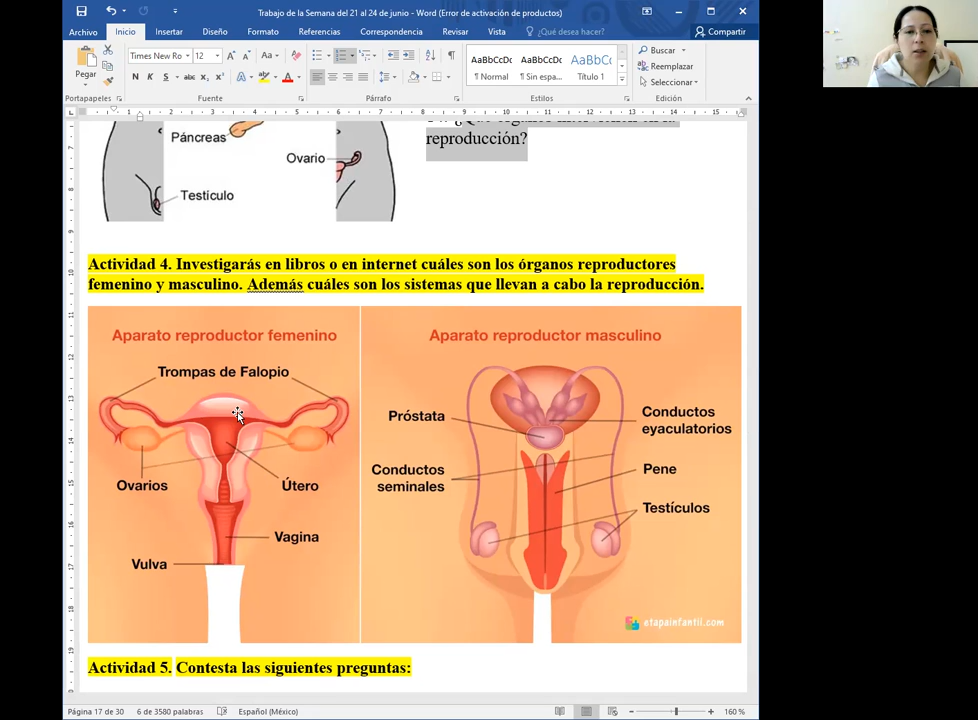 Trabajo de la Semana del 21 al 24 de junio - Word (Error de activación de productos)
Archivo Inicio Insertar Diseño Formato Referencias Correspondencia Revisar Vista ¿Qué desea hacer? Compartir
Times New Ro 12 Aa AaBbCcDc AaBbCcDc AaBbCc
Buscar
Reemplazar
Seleccionar
Pegar N K S abc x₂ x² A A ¶ Normal ¶ Sin espa... Título 1
Portapapeles Fuente Párrafo Estilos Edición
Páncreas
Ovario
Testículo
reproducción?
Actividad 4. Investigarás en libros o en internet cuáles son los órganos reproductores
femenino y masculino. Además cuáles son los sistemas que llevan a cabo la reproducción.
Aparato reproductor femenino
Trompas de Falopio
Ovarios
Útero
Vagina
Vulva
Aparato reproductor masculino
Próstata
Conductos
eyaculatorios
Conductos
seminales
Pene
Testículos
etapainfantil.com
Actividad 5. Contesta las siguientes preguntas:
Página 17 de 30 6 de 3580 palabras Español (México) 160 %